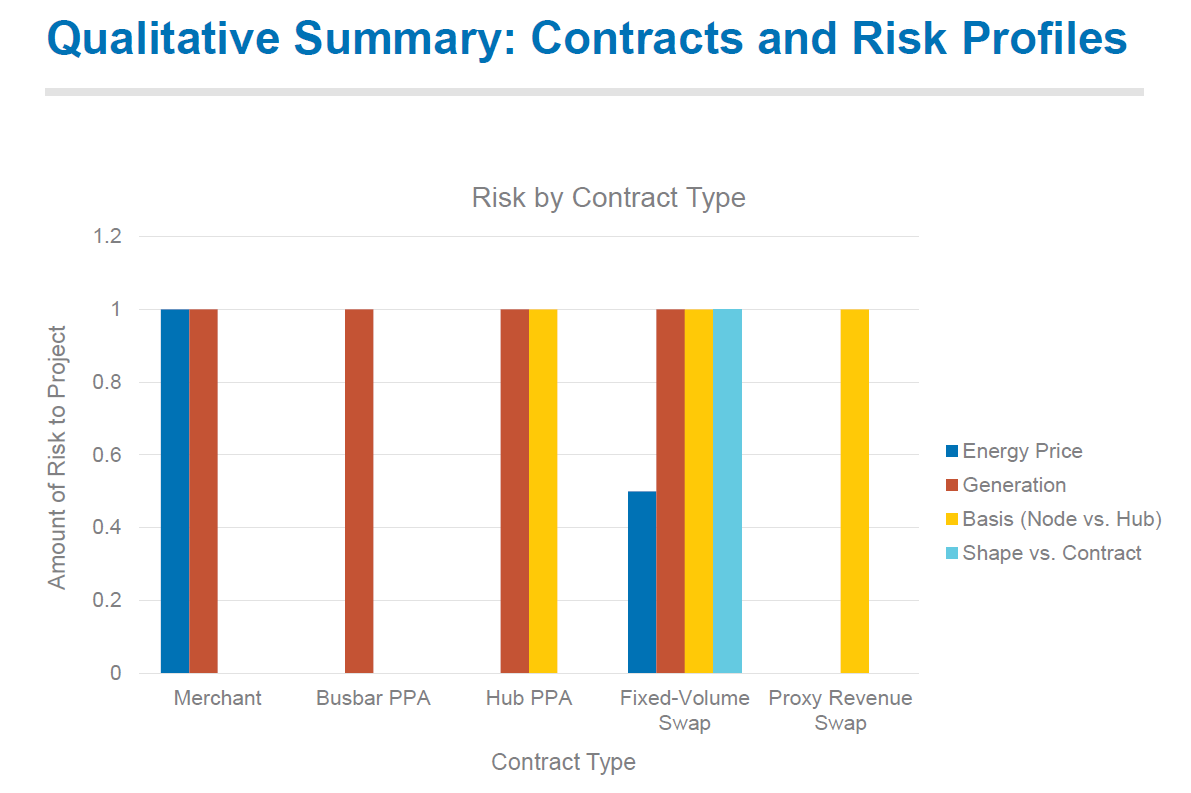 Qualitative Summary: Contracts and Risk Profiles
Risk by Contract Type
1.2
1
0.8
0.6
0.4
0.2
0
Amount of Risk to Project
Merchant
Busbar PPA
Hub PPA
Fixed-Volume
Swap
Proxy Revenue
Swap
Contract Type
Energy Price
Generation
Basis (Node vs. Hub)
Shape vs. Contract